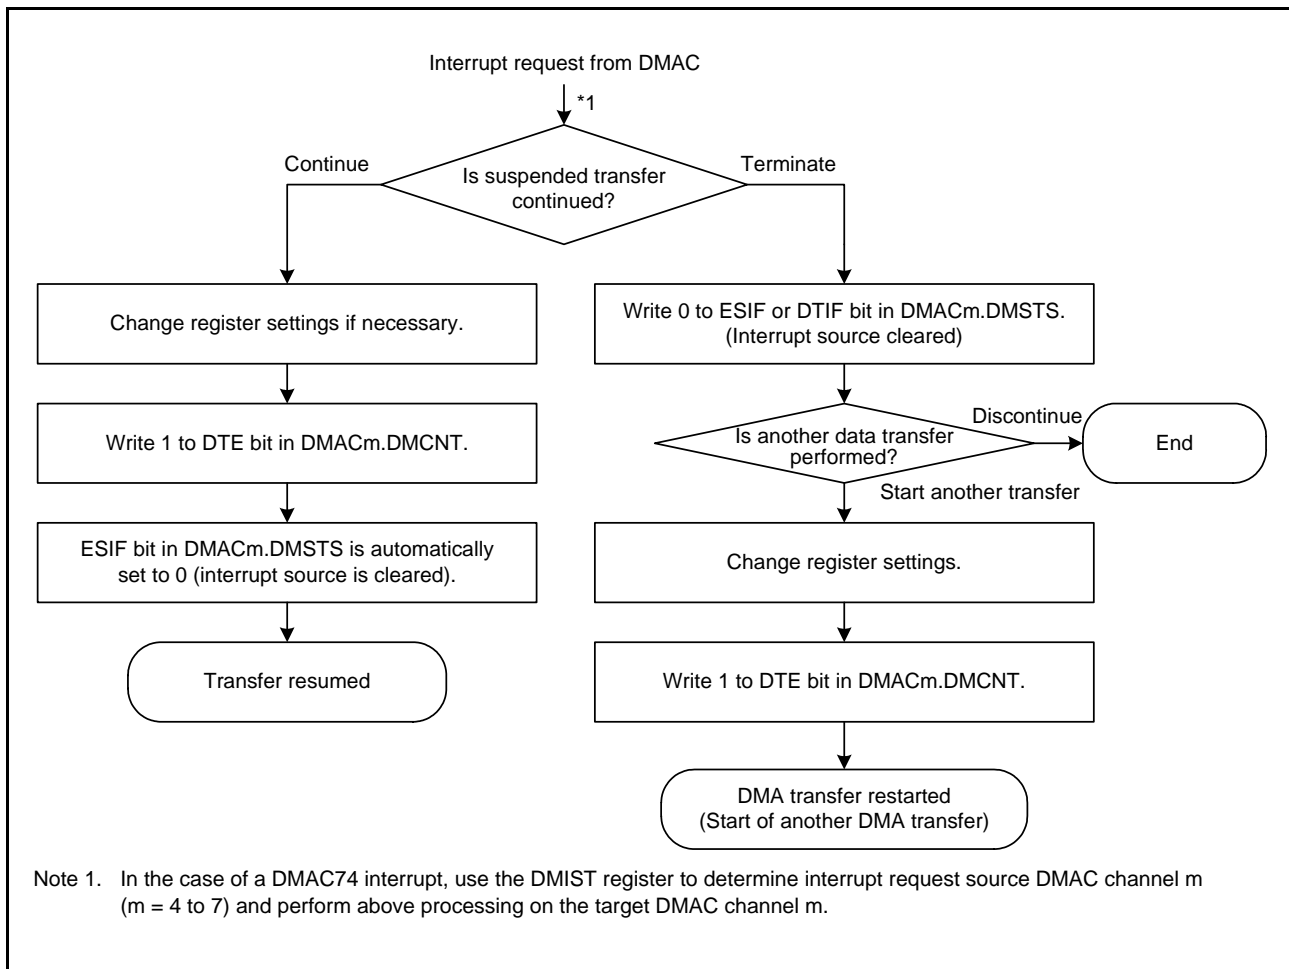 Interrupt request from DMAC
*1
Continue
Terminate
Is suspended transfer
continued?
Change register settings if necessary.
Write 1 to DTE bit in DMACm.DMCNT.
ESIF bit in DMACm.DMSTS is automatically
set to 0 (interrupt source is cleared).
Transfer resumed
Write 0 to ESIF or DTIF bit in DMACm.DMSTS.
(Interrupt source cleared)
Is another data transfer
performed?
Discontinue
End
Start another transfer
Change register settings.
Write 1 to DTE bit in DMACm.DMCNT.
DMA transfer restarted
(Start of another DMA transfer)
Note 1. In the case of a DMAC74 interrupt, use the DMIST register to determine interrupt request source DMAC channel m
(m = 4 to 7) and perform above processing on the target DMAC channel m.